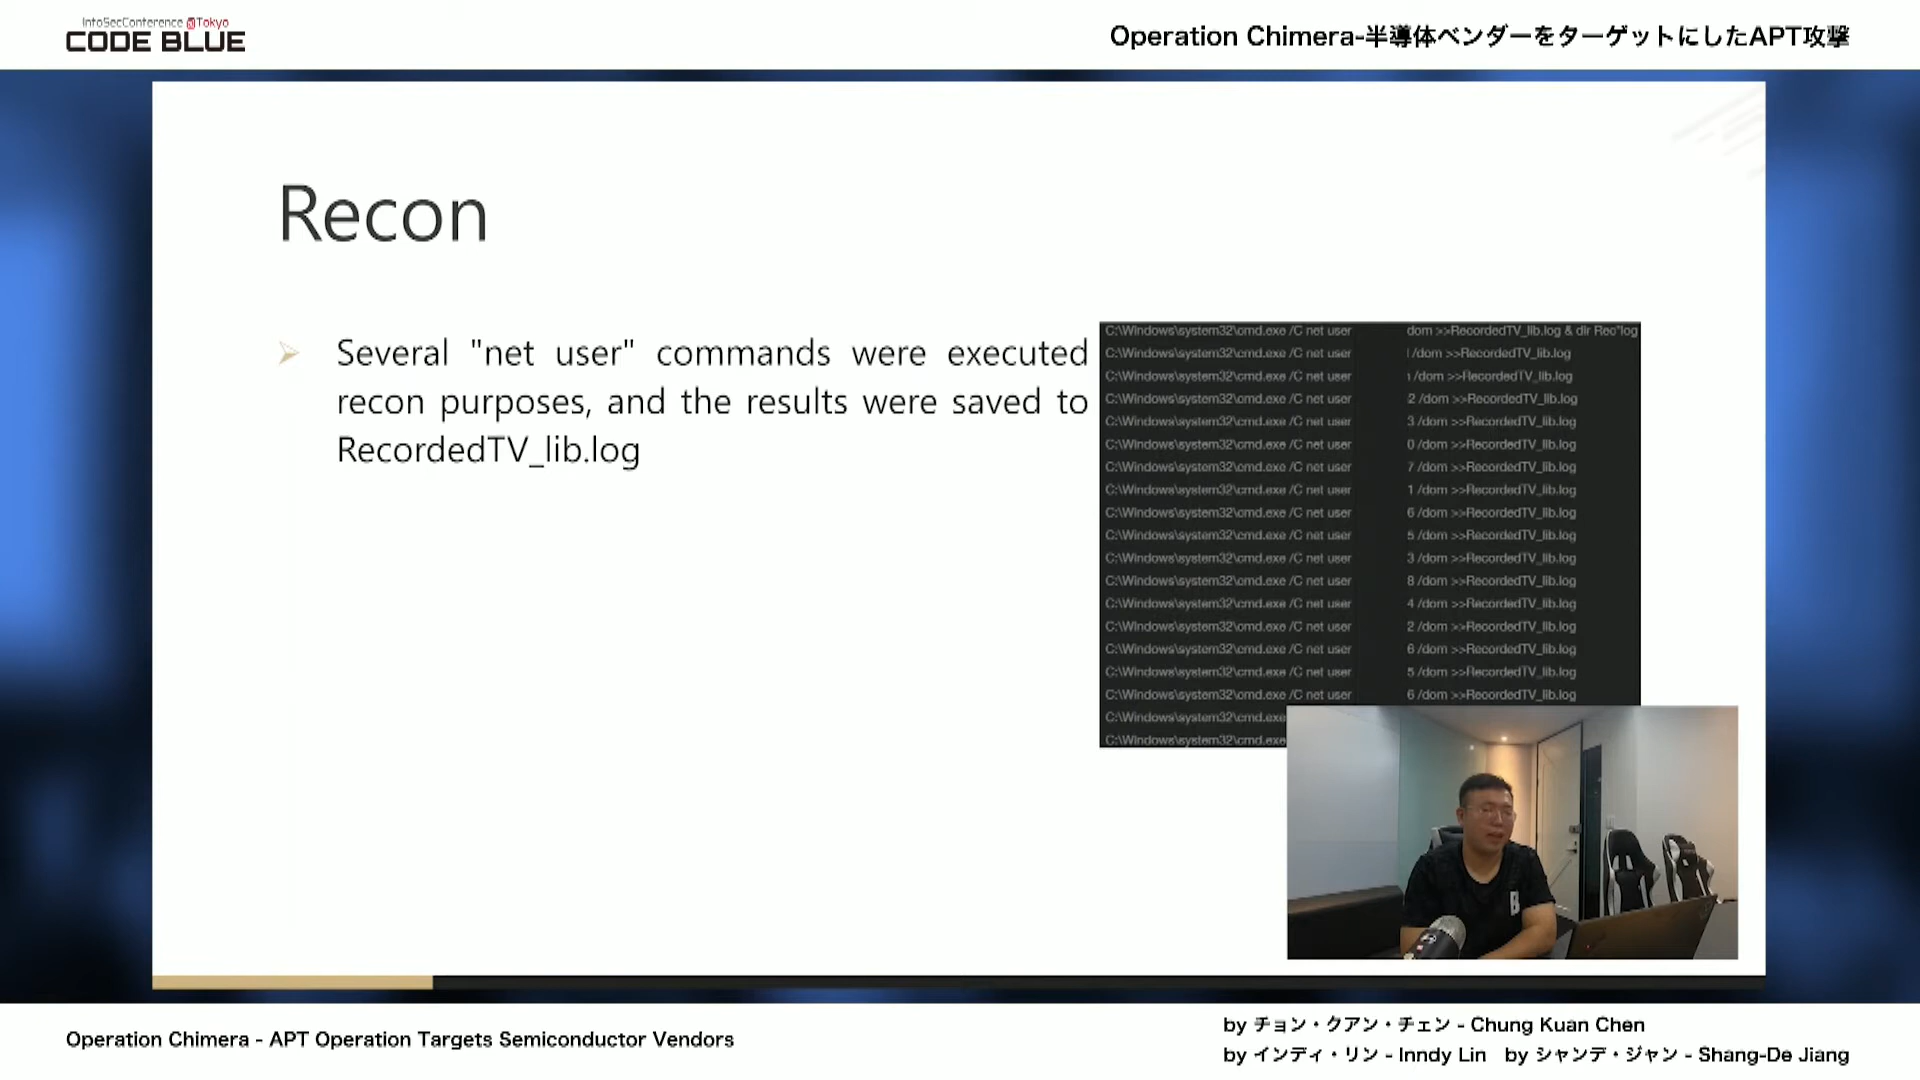 InfoSecConference @Tokyo
CODE BLUE
Operation Chimera-半導体ベンダーをターゲットにしたAPT攻撃
Recon
Several "net user" commands were executed
recon purposes, and the results were saved to
RecordedTV_lib.log
C:\Windows\system32\cmd.exe /C net user dom >>RecordedTV_lib.log & dir Rec*log
C:\Windows\system32\cmd.exe /C net user /dom >>RecordedTV_lib.log
C:\Windows\system32\cmd.exe /C net user /dom >>RecordedTV_lib.log
C:\Windows\system32\cmd.exe /C net user 2 /dom >>RecordedTV_lib.log
C:\Windows\system32\cmd.exe /C net user 3 /dom >>RecordedTV_lib.log
C:\Windows\system32\cmd.exe /C net user 0 /dom >>RecordedTV_lib.log
C:\Windows\system32\cmd.exe /C net user 7 /dom >>RecordedTV_lib.log
C:\Windows\system32\cmd.exe /C net user 1 /dom >>RecordedTV_lib.log
C:\Windows\system32\cmd.exe /C net user 6 /dom >>RecordedTV_lib.log
C:\Windows\system32\cmd.exe /C net user 5 /dom >>RecordedTV_lib.log
C:\Windows\system32\cmd.exe /C net user 3 /dom >>RecordedTV_lib.log
C:\Windows\system32\cmd.exe /C net user 8 /dom >>RecordedTV_lib.log
C:\Windows\system32\cmd.exe /C net user 4 /dom >>RecordedTV_lib.log
C:\Windows\system32\cmd.exe /C net user 2 /dom >>RecordedTV_lib.log
C:\Windows\system32\cmd.exe /C net user 6 /dom >>RecordedTV_lib.log
C:\Windows\system32\cmd.exe /C net user 5 /dom >>RecordedTV_lib.log
C:\Windows\system32\cmd.exe /C net user 6 /dom >>RecordedTV_lib.log
C:\Windows\system32\cmd.exe
C:\Windows\system32\cmd.exe
Operation Chimera - APT Operation Targets Semiconductor Vendors
by チョン・クアン・チェン - Chung Kuan Chen
by インディ・リン - Inndy Lin by シャンデ・ジャン - Shang-De Jiang